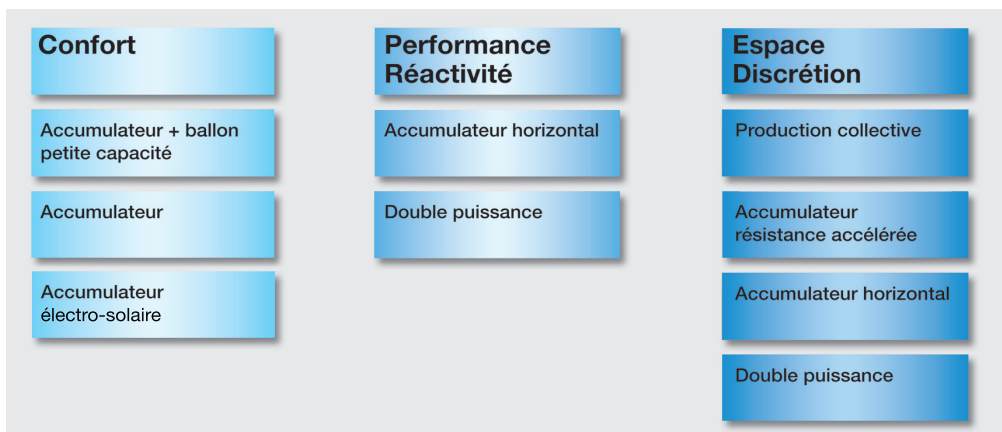 Confort
Accumulateur + ballon
petite capacité
Accumulateur
Accumulateur
électro-solaire
Performance
Réactivité
Accumulateur horizontal
Double puissance
Espace
Discrétion
Production collective
Accumulateur
résistance accélérée
Accumulateur horizontal
Double puissance